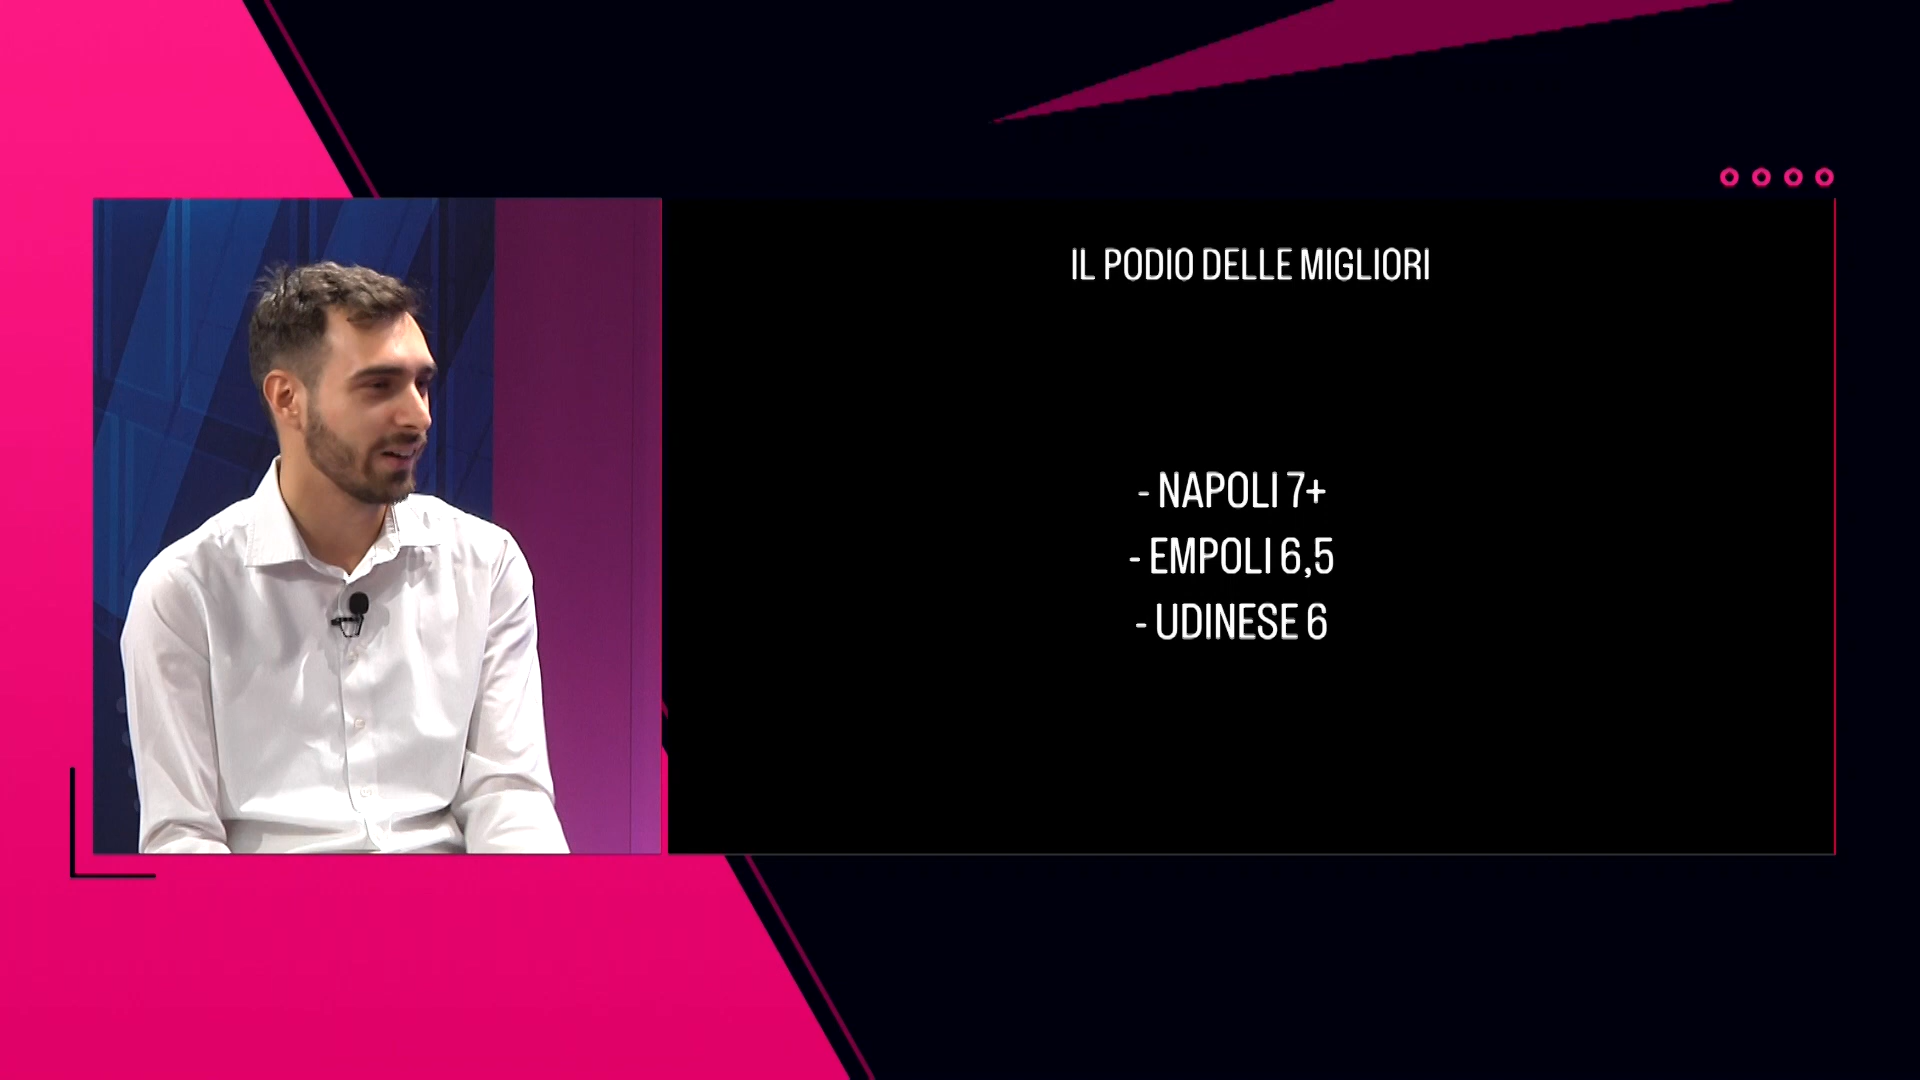 IL PODIO DELLE MIGLIORI
- NAPOLI 7+
- EMPOLI 6,5
- UDINESE 6